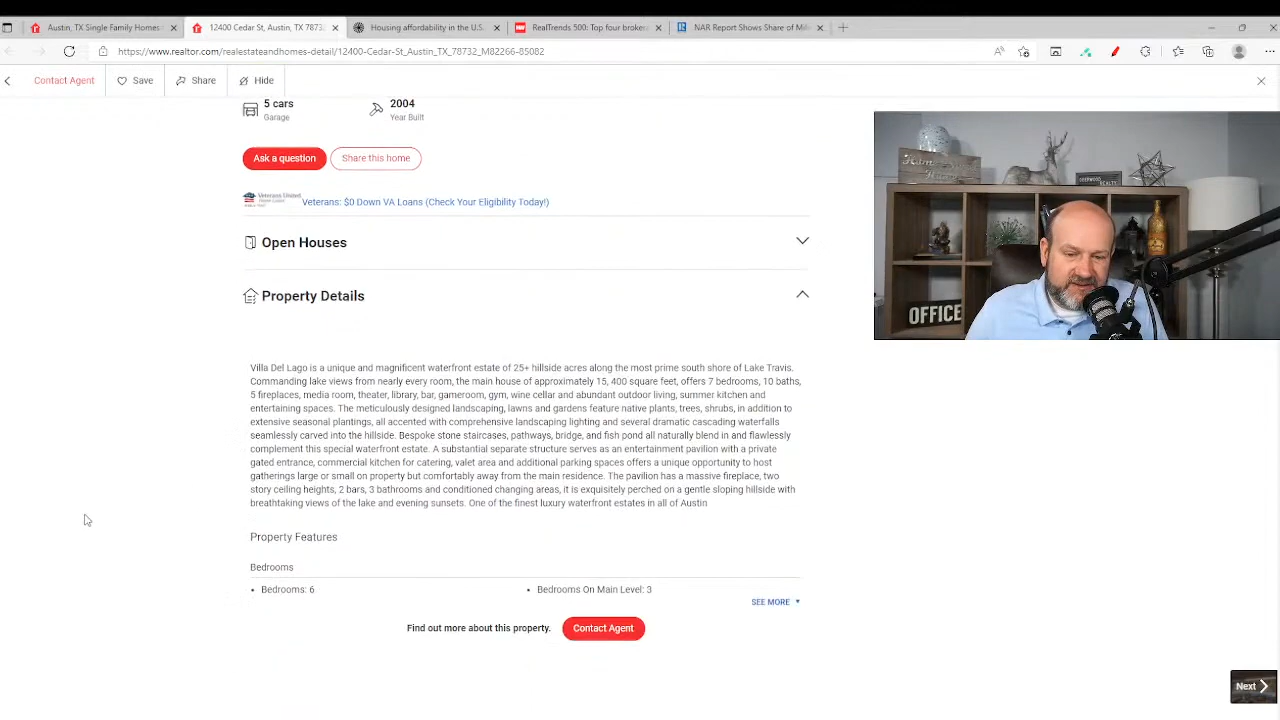 Austin, TX Single Family Homes
12400 Cedar St, Austin, TX 7873
Housing affordability in the U.S.
RealTrends 500: Top four broker
NAR Report Shows Share of Mil
https://www.realtor.com/realestateandhomes-detail/12400-Cedar-St_Austin_TX_78732_M82266-85082
Contact Agent
Save
Share
Hide
5 cars
Garage
2004
Year Built
Ask a question
Share this home
Veterans United
Veterans: $0 Down VA Loans (Check Your Eligibility Today!)
Open Houses
Property Details
Villa Del Lago is a unique and magnificent waterfront estate of 25+ hillside acres along the most prime south shore of Lake Travis.
Commanding lake views from nearly every room, the main house of approximately 15, 400 square feet, offers 7 bedrooms, 10 baths,
5 fireplaces, media room, theater, library, bar, gameroom, gym, wine cellar and abundant outdoor living, summer kitchen and
entertaining spaces. The meticulously designed landscaping, lawns and gardens feature native plants, trees, shrubs, in addition to
extensive seasonal plantings, all accented with comprehensive landscaping lighting and several dramatic cascading waterfalls
seamlessly carved into the hillside. Bespoke stone staircases, pathways, bridge, and fish pond all naturally blend in and flawlessly
complement this special waterfront estate. A substantial separate structure serves as an entertainment pavilion with a private
gated entrance, commercial kitchen for catering, valet area and additional parking spaces offers a unique opportunity to host
gatherings large or small on property but comfortably away from the main residence. The pavilion has a massive fireplace, two
story ceiling heights, 2 bars, 3 bathrooms and conditioned changing areas, it is exquisitely perched on a gentle sloping hillside with
breathtaking views of the lake and evening sunsets. One of the finest luxury waterfront estates in all of Austin
Property Features
Bedrooms
Bedrooms: 6
Bedrooms On Main Level: 3
SEE MORE
Find out more about this property.
Contact Agent
Next
OFFICE